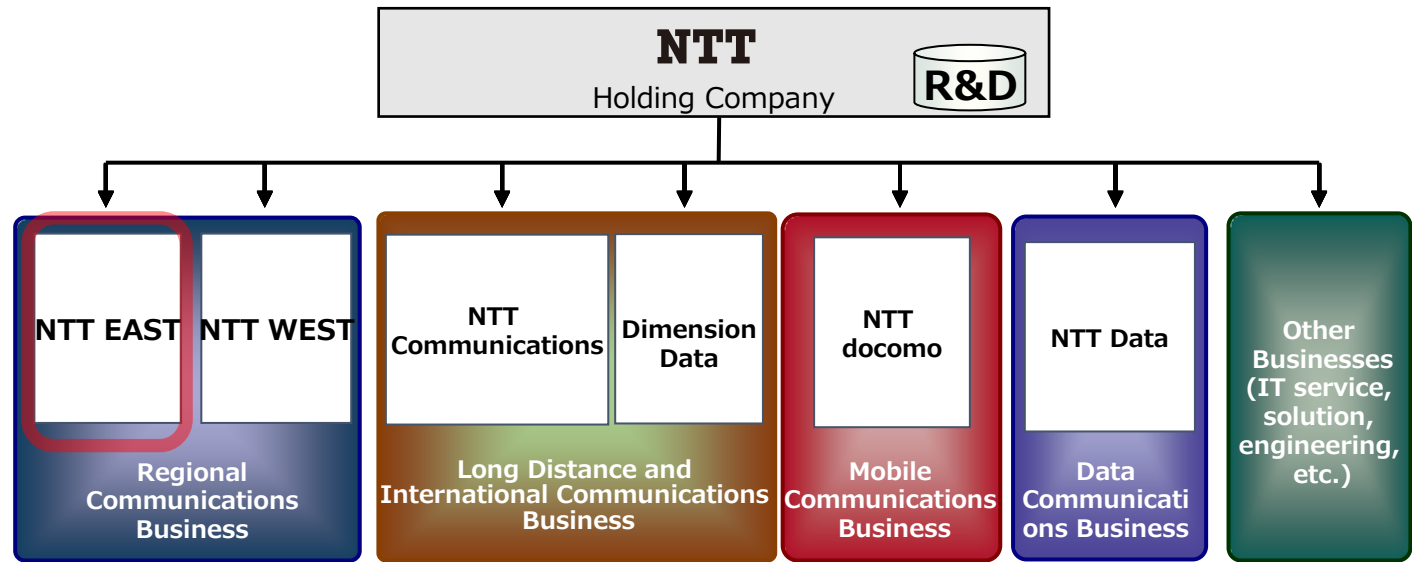 NTT
Holding Company
R&D
NTT EAST
NTT WEST
Regional
Communications
Business
NTT
Communications
Dimension
Data
Long Distance and
International Communications
Business
NTT
docomo
Mobile
Communications
Business
NTT Data
Data
Communicati
ons Business
Other
Businesses
(IT service,
solution,
engineering,
etc.)